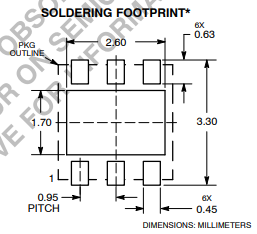 SOLDERING FOOTPRINT*
PKG
OUTLINE
2.60
6X
0.63
1.70
3.30
1
0.95
PITCH
6X
0.45
DIMENSIONS: MILLIMETERS